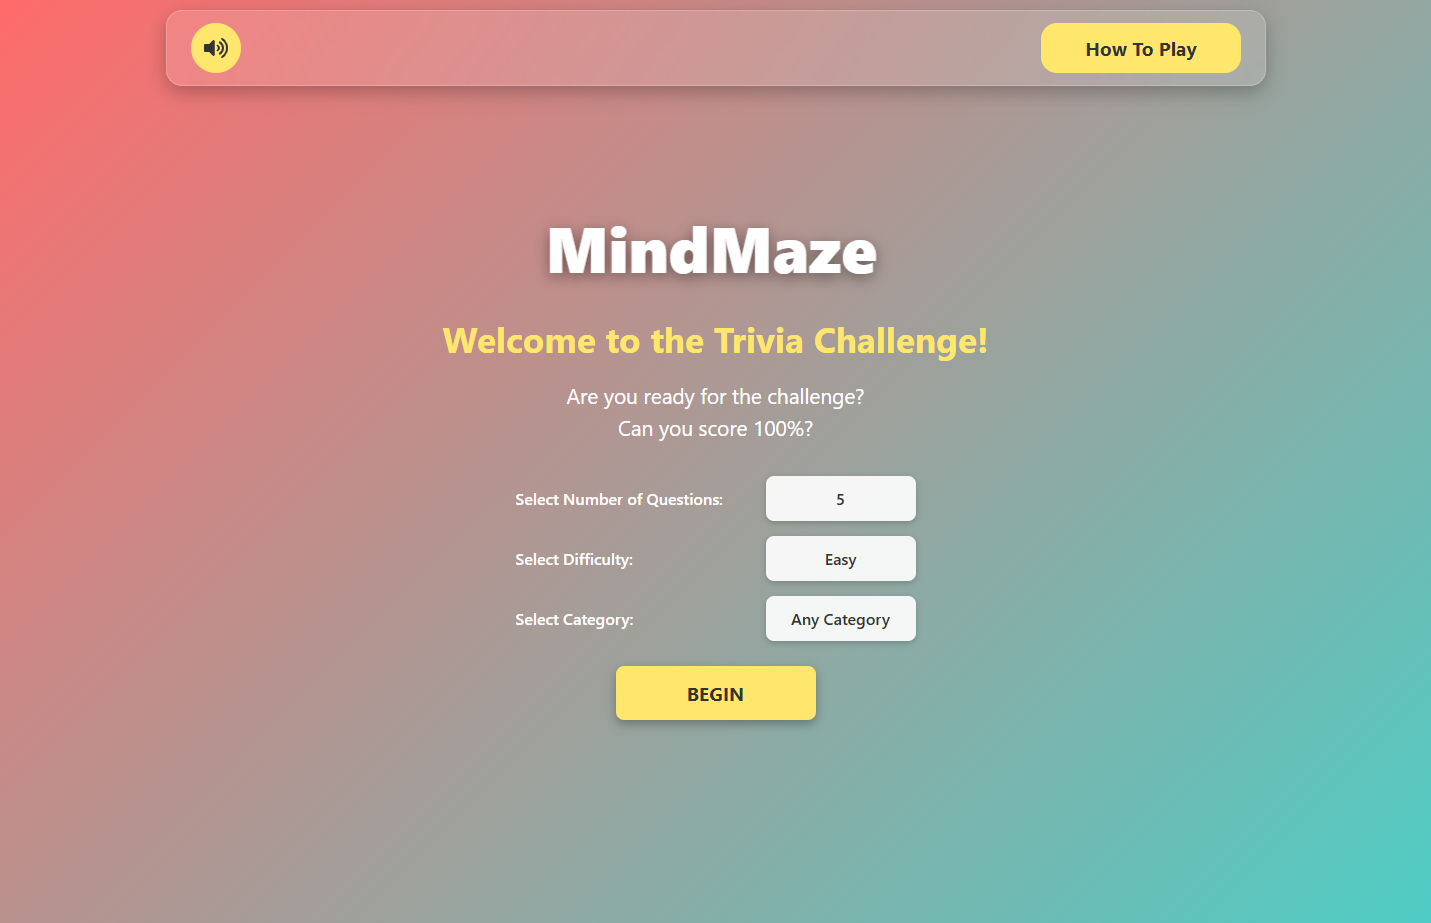 How To Play
MindMaze
Welcome to the Trivia Challenge!
Are you ready for the challenge?
Can you score 100%?
Select Number of Questions: 5
Select Difficulty: Easy
Select Category: Any Category
BEGIN